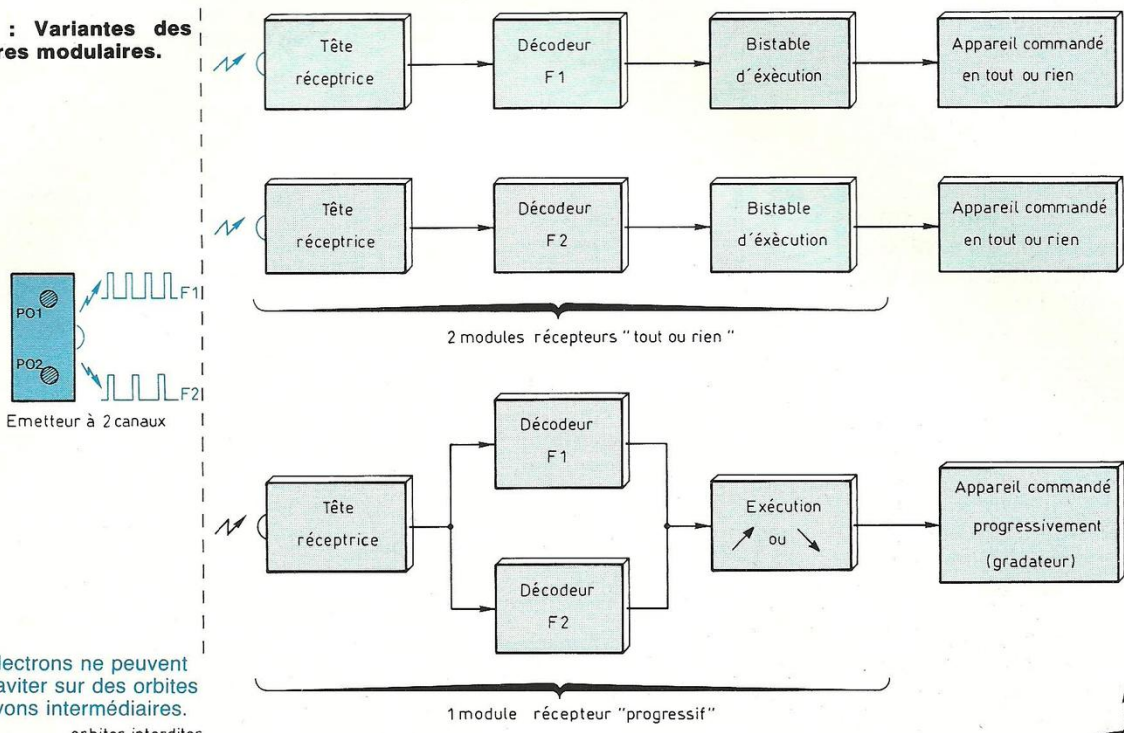 : Variantes des
res modulaires.
Tête
réceptrice
Décodeur
F1
Bistable
d'éxècution
Appareil commandé
en tout ou rien
Tête
réceptrice
Décodeur
F2
Bistable
d'éxècution
Appareil commandé
en tout ou rien
2 modules récepteurs "tout ou rien"
PO1
F1
PO2
F2
Emetteur à 2 canaux
Tête
réceptrice
Décodeur
F1
Décodeur
F2
Exécution
ou
Appareil commandé
progressivement
(gradateur)
1 module récepteur "progressif"
lectrons ne peuvent
aviter sur des orbites
yons intermédiaires.
orbites interdites